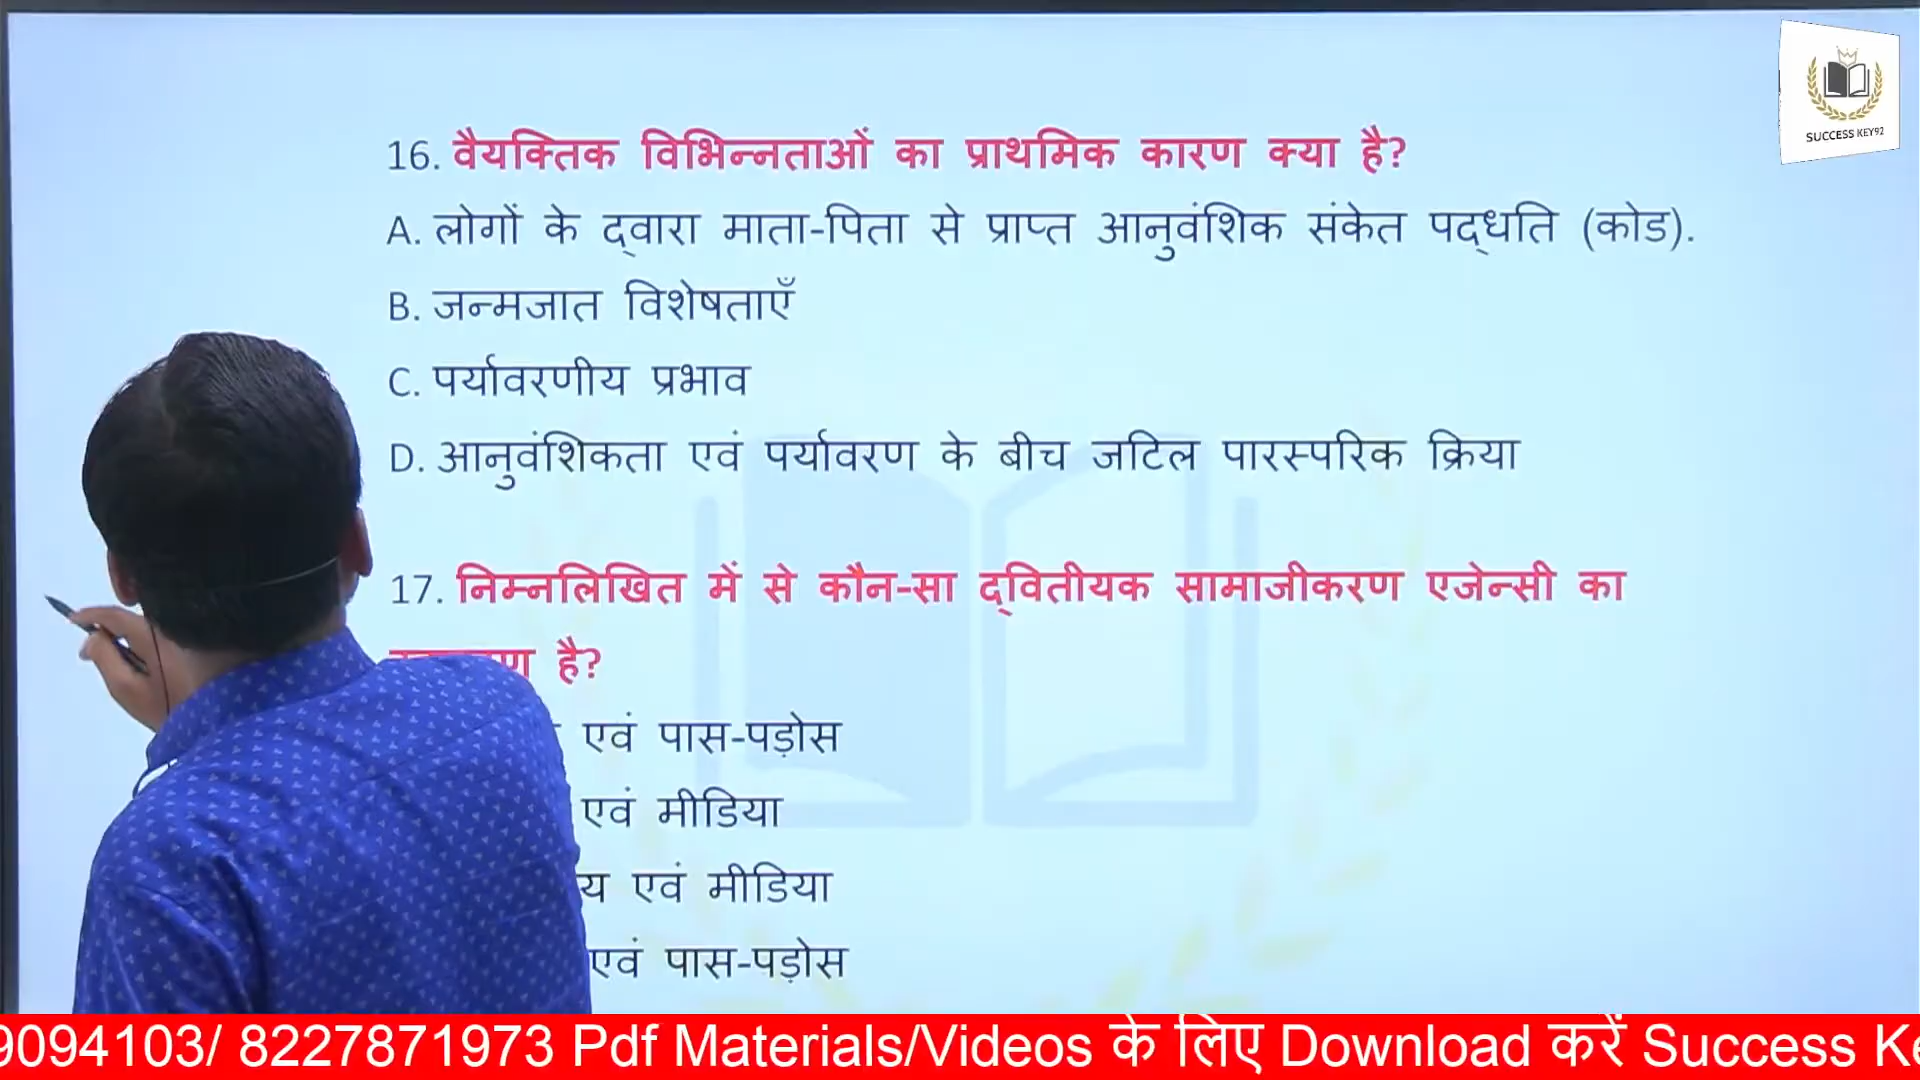 SUCCESS KEY92
16. वैयक्तिक विभिन्नताओं का प्राथमिक कारण क्या है?
A. लोगों के द्वारा माता-पिता से प्राप्त आनुवंशिक संकेत पद्धति (कोड).
B. जन्मजात विशेषताएँ
C. पर्यावरणीय प्रभाव
D. आनुवंशिकता एवं पर्यावरण के बीच जटिल पारस्परिक क्रिया
17. निम्नलिखित में से कौन-सा द्वितीयक सामाजीकरण एजेन्सी का
है?
एवं पास-पड़ोस
एवं मीडिया
एवं मीडिया
एवं पास-पड़ोस
9094103/ 8227871973 Pdf Materials/Videos के लिए Download करें Success